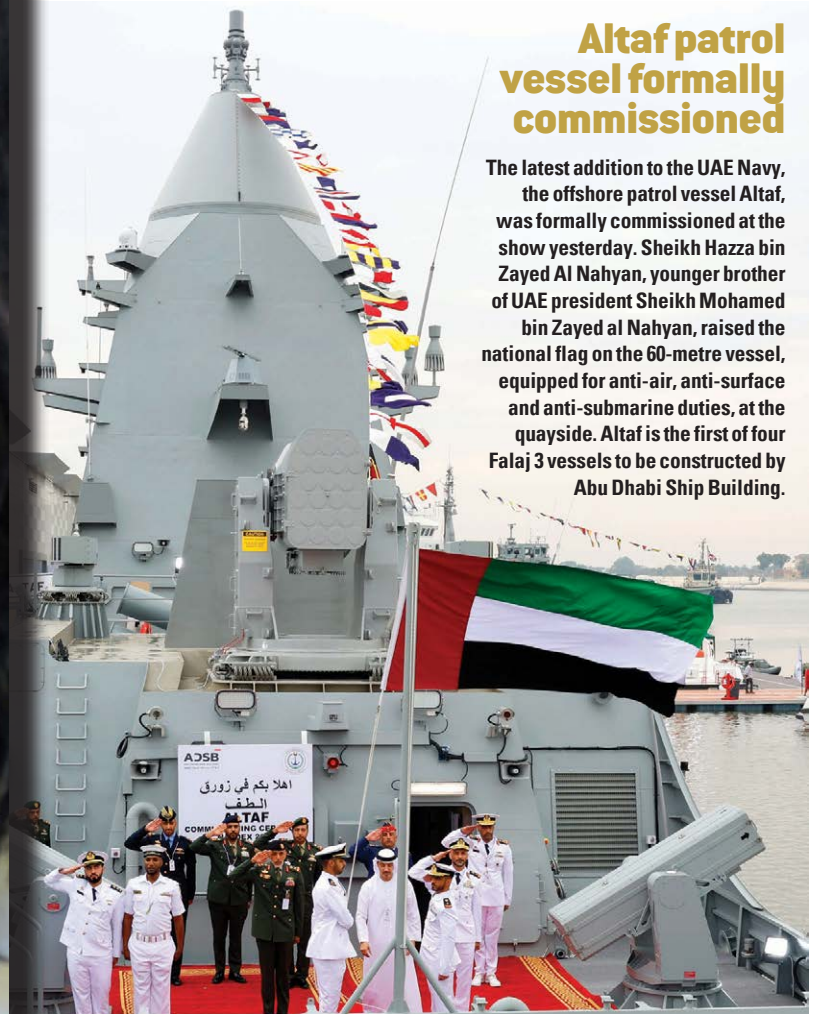 Altaf patrol
vessel formally
commissioned
The latest addition to the UAE Navy,
the offshore patrol vessel Altaf,
was formally commissioned at the
show yesterday. Sheikh Hazza bin
Zayed Al Nahyan, younger brother
of UAE president Sheikh Mohamed
bin Zayed al Nahyan, raised the
national flag on the 60-metre vessel,
equipped for anti-air, anti-surface
and anti-submarine duties, at the
quayside. Altaf is the first of four
Falaj 3 vessels to be constructed by
Abu Dhabi Ship Building.
CAUTION
ADSB
اهلا بكم في زورق
الطف
ALTAF